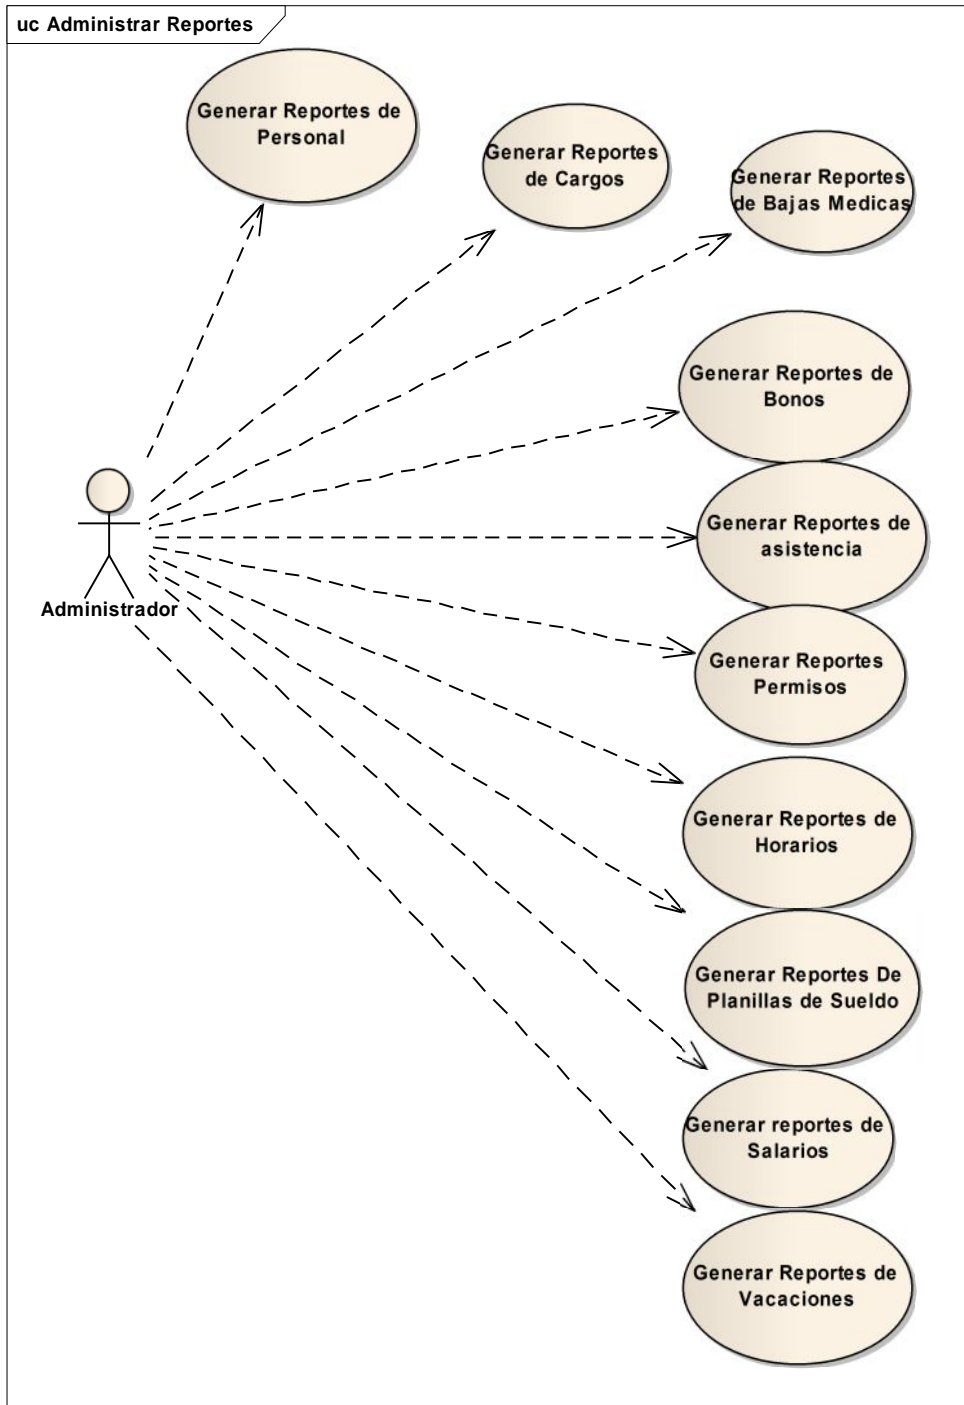 uc Administrar Reportes
Generar Reportes de
Personal
Generar Reportes
de Cargos
Generar Reportes
de Bajas Medicas
Generar Reportes de
Bonos
Generar Reportes de
asistencia
Administrador
Generar Reportes
Permisos
Generar Reportes de
Horarios
Generar Reportes De
Planillas de Sueldo
Generar reportes de
Salarios
Generar Reportes de
Vacaciones